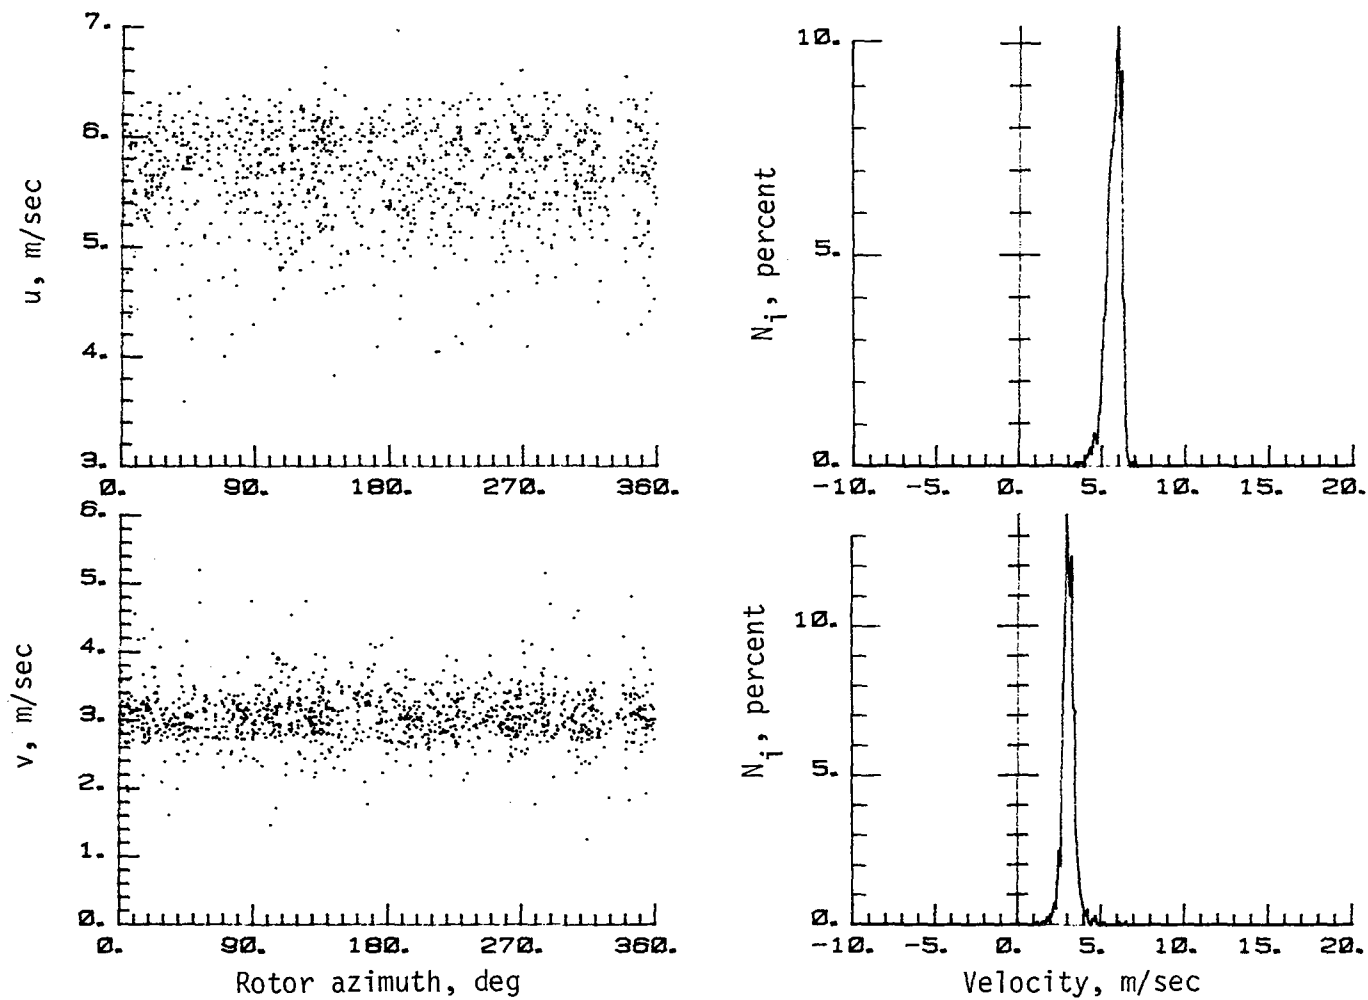 7.
6.
5.
4.
3.
u, m/sec
0. 90. 180. 270. 360.
10.
5.
0.
N_i, percent
-10. -5. 0. 5. 10. 15. 20.
6.
5.
4.
3.
2.
1.
0.
v, m/sec
0. 90. 180. 270. 360.
Rotor azimuth, deg
10.
5.
0.
N_i, percent
-10. -5. 0. 5. 10. 15. 20.
Velocity, m/sec